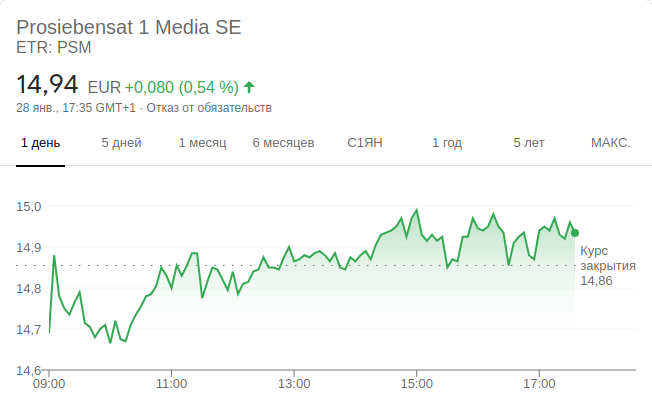 Prosiebensat 1 Media SE
ETR: PSM
14,94 EUR +0,080 (0,54 %)
28 янв., 17:35 GMT+1 · Отказ от обязательств
1 день 5 дней 1 месяц 6 месяцев С1ЯН 1 год 5 лет МАКС.
15,0
14,9
Курс
закрытия
14,86
14,8
14,7
14,6
09:00 11:00 13:00 15:00 17:00